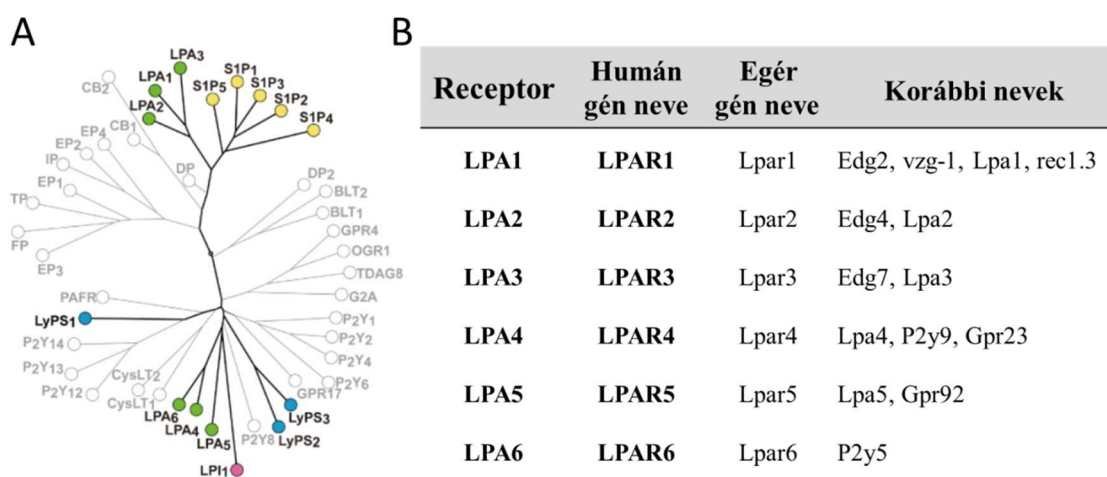 A
LPA3
LPA1
LPA2
CB2
S1P5
S1P1
S1P3
S1P2
S1P4
CB1
EP4
EP2
IP
EP1
TP
FP
EP3
DP
DP2
BLT2
BLT1
GPR4
OGR1
TDAG8
G2A
PAFR
LyPS1
P2Y14
P2Y13
P2Y12
CysLT2
CysLT1
P2Y1
P2Y2
P2Y4
P2Y6
GPR17
LyPS3
LyPS2
P2Y8
LPA6
LPA4
LPA5
LPI1
B
Receptor Humán gén neve Egér gén neve Korábbi nevek
LPA1 LPAR1 Lpar1 Edg2, vzg-1, Lpa1, rec1.3
LPA2 LPAR2 Lpar2 Edg4, Lpa2
LPA3 LPAR3 Lpar3 Edg7, Lpa3
LPA4 LPAR4 Lpar4 Lpa4, P2y9, Gpr23
LPA5 LPAR5 Lpar5 Lpa5, Gpr92
LPA6 LPAR6 Lpar6 P2y5